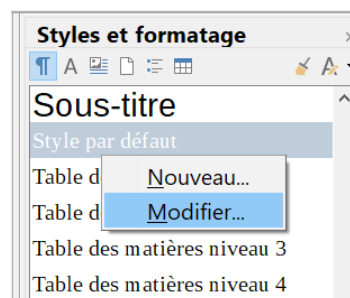 Styles et formatage
Sous-titre
Style par défaut
Table d
Nouveau...
Table d
Modifier...
Table des matières niveau 3
Table des matières niveau 4